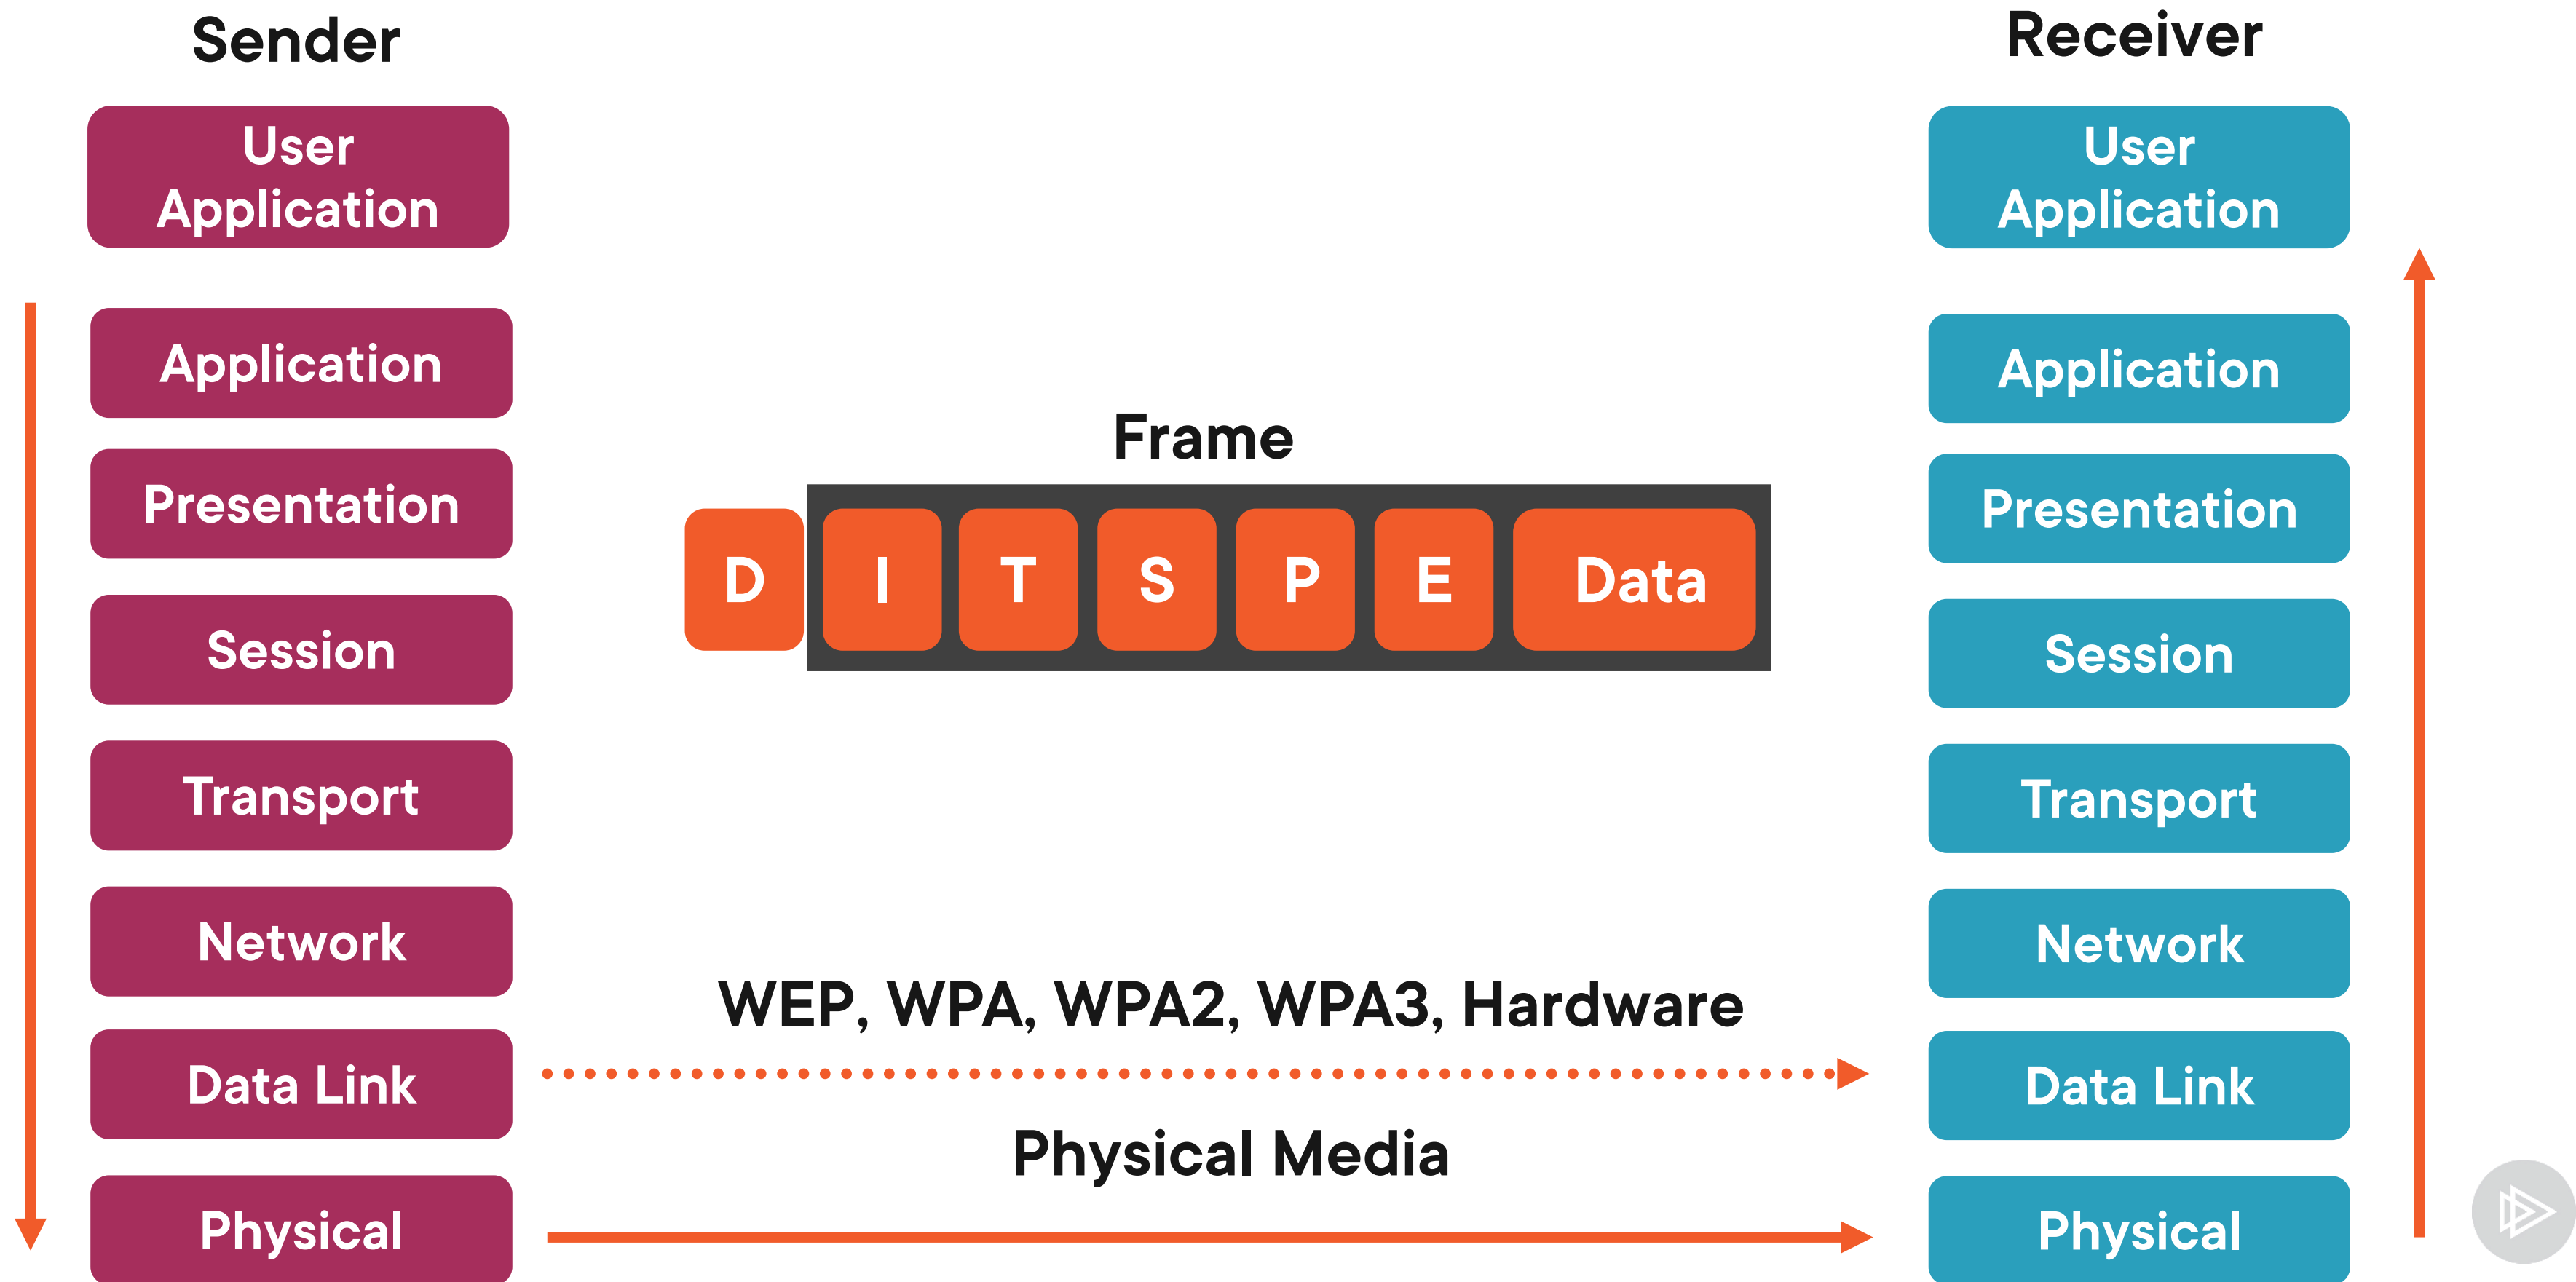 Sender
Receiver
User
Application
Application
Presentation
Session
Transport
Network
Data Link
Physical
Frame
D I T S P E Data
WEP, WPA, WPA2, WPA3, Hardware
Physical Media
User
Application
Application
Presentation
Session
Transport
Network
Data Link
Physical